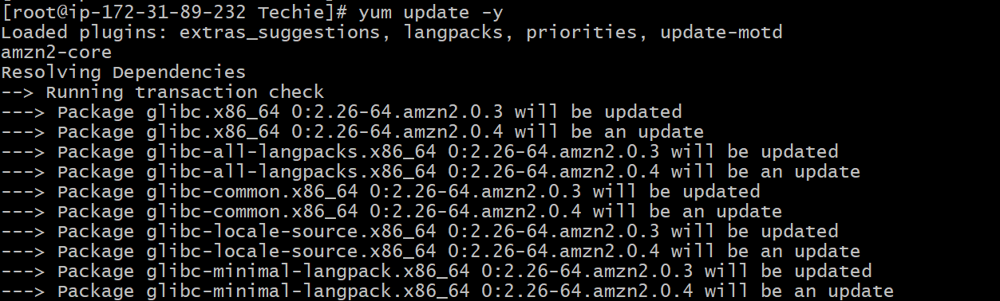 [root@ip-172-31-89-232 Techie]# yum update -y
Loaded plugins: extras_suggestions, langpacks, priorities, update-motd
amzn2-core
Resolving Dependencies
--> Running transaction check
---> Package glibc.x86_64 0:2.26-64.amzn2.0.3 will be updated
---> Package glibc.x86_64 0:2.26-64.amzn2.0.4 will be an update
---> Package glibc-all-langpacks.x86_64 0:2.26-64.amzn2.0.3 will be updated
---> Package glibc-all-langpacks.x86_64 0:2.26-64.amzn2.0.4 will be an update
---> Package glibc-common.x86_64 0:2.26-64.amzn2.0.3 will be updated
---> Package glibc-common.x86_64 0:2.26-64.amzn2.0.4 will be an update
---> Package glibc-locale-source.x86_64 0:2.26-64.amzn2.0.3 will be updated
---> Package glibc-locale-source.x86_64 0:2.26-64.amzn2.0.4 will be an update
---> Package glibc-minimal-langpack.x86_64 0:2.26-64.amzn2.0.3 will be updated
---> Package glibc-minimal-langpack.x86_64 0:2.26-64.amzn2.0.4 will be an update